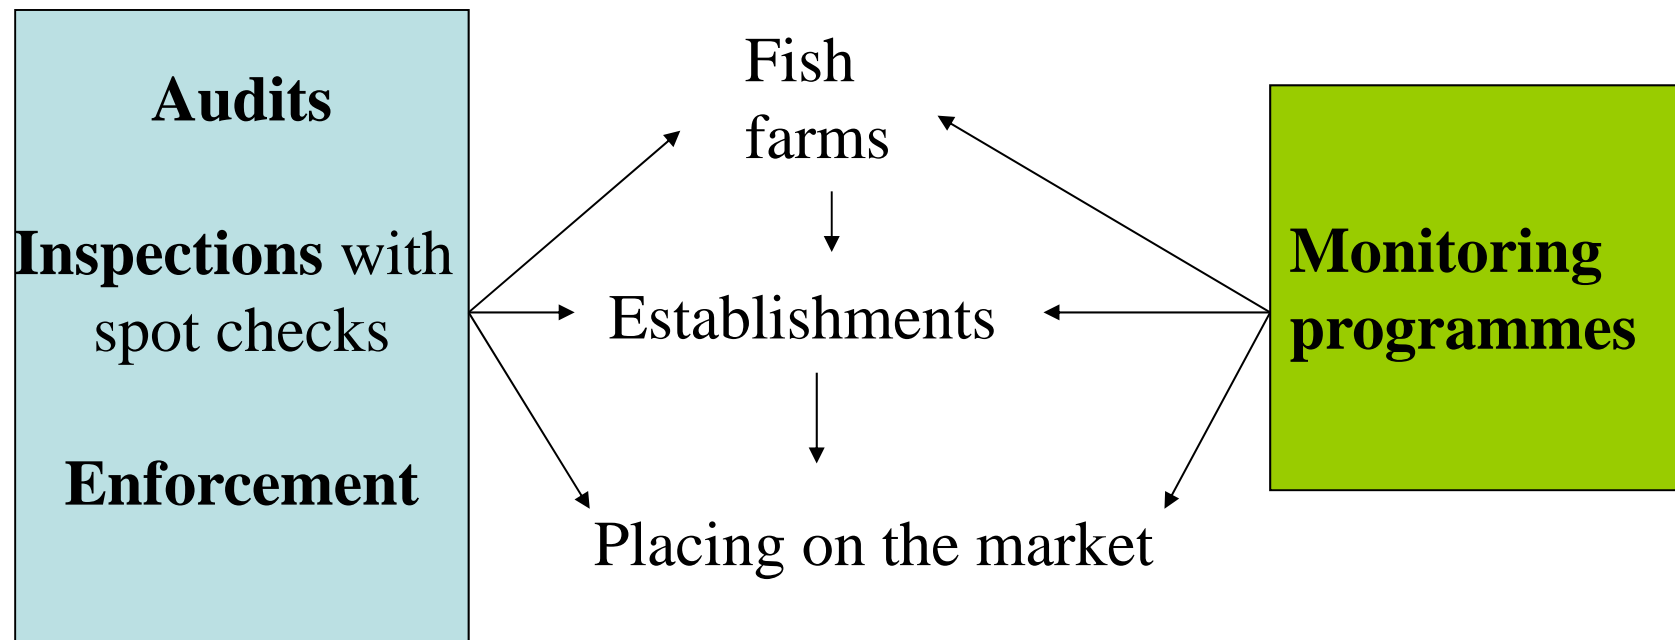 Audits
Inspections with
spot checks
Enforcement
Fish
farms
Establishments
Placing on the market
Monitoring
programmes